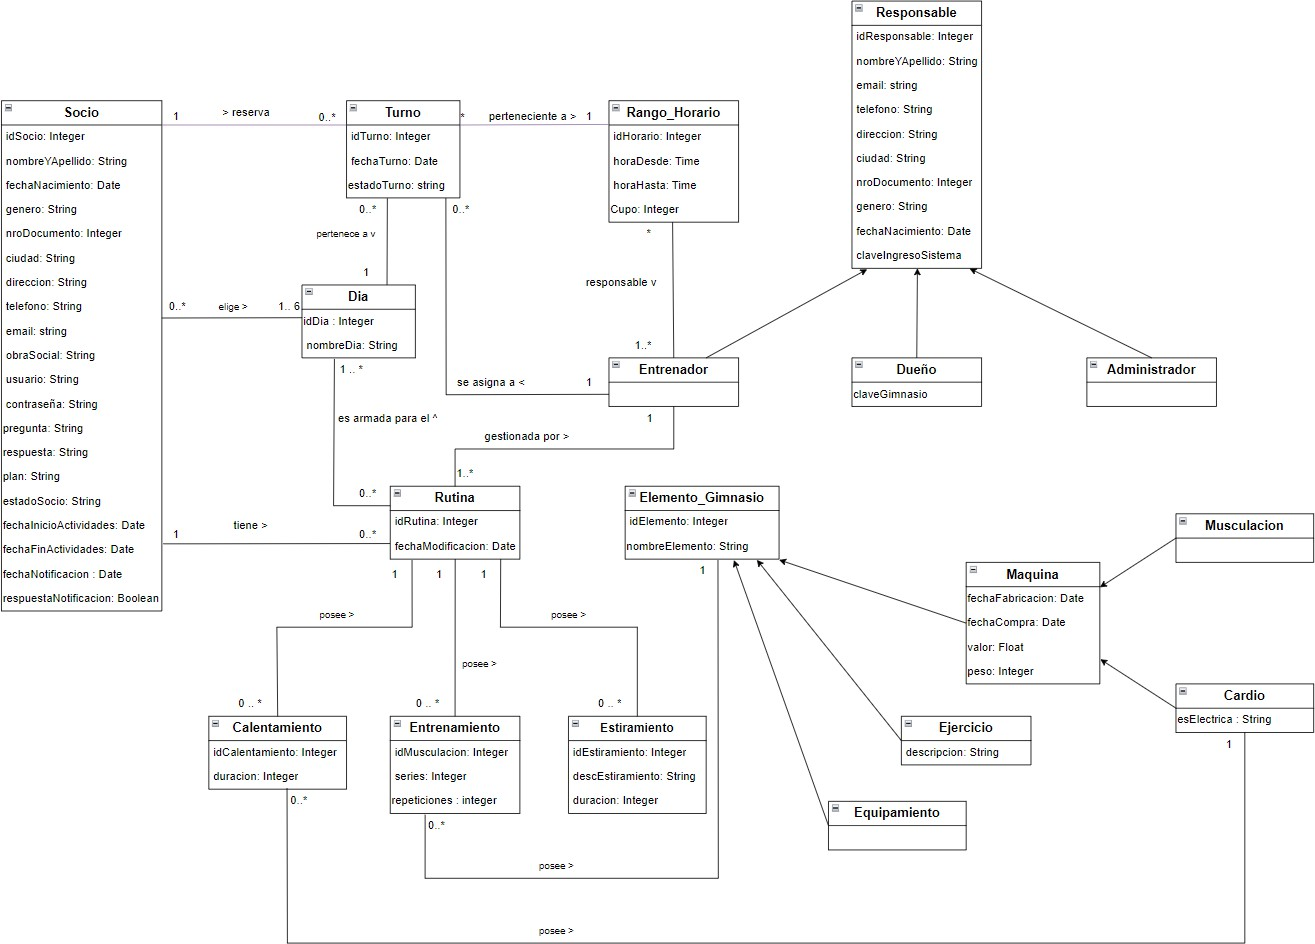 Responsable
idResponsable: Integer
nombreYApellido: String
email: string
telefono: String
direccion: String
ciudad: String
nroDocumento: Integer
genero: String
fechaNacimiento: Date
claveIngresoSistema
Socio
idSocio: Integer
nombreYApellido: String
fechaNacimiento: Date
genero: String
nroDocumento: Integer
ciudad: String
direccion: String
telefono: String
email: string
obraSocial: String
usuario: String
contraseña: String
pregunta: String
respuesta: String
plan: String
estadoSocio: String
fechaInicioActividades: Date
fechaFinActividades: Date
fechaNotificacion : Date
respuestaNotificacion: Boolean
1
> reserva
0..*
Turno
idTurno: Integer
fechaTurno: Date
estadoTurno: string
*
perteneciente a >
1
Rango_Horario
idHorario: Integer
horaDesde: Time
horaHasta: Time
Cupo: Integer
0..*
pertenece a v
1
0..*
*
responsable v
1..*
0..*
elige >
1.. 6
Dia
idDia : Integer
nombreDia: String
1.. *
es armada para el ^
0..*
se asigna a <
1
Entrenador
1
gestionada por >
1..*
Dueño
claveGimnasio
Administrador
1
tiene >
0..*
Rutina
idRutina: Integer
fechaModificacion: Date
1
1
1
Elemento_Gimnasio
idElemento: Integer
nombreElemento: String
1
Musculacion
Maquina
fechaFabricacion: Date
fechaCompra: Date
valor: Float
peso: Integer
Cardio
esElectrica : String
1
posee >
posee >
posee >
0 .. *
0 .. *
0 .. *
Calentamiento
idCalentamiento: Integer
duracion: Integer
0..*
Entrenamiento
idMusculacion: Integer
series: Integer
repeticiones : integer
0..*
Estiramiento
idEstiramiento: Integer
descEstiramiento: String
duracion: Integer
Ejercicio
descripcion: String
Equipamiento
posee >
posee >